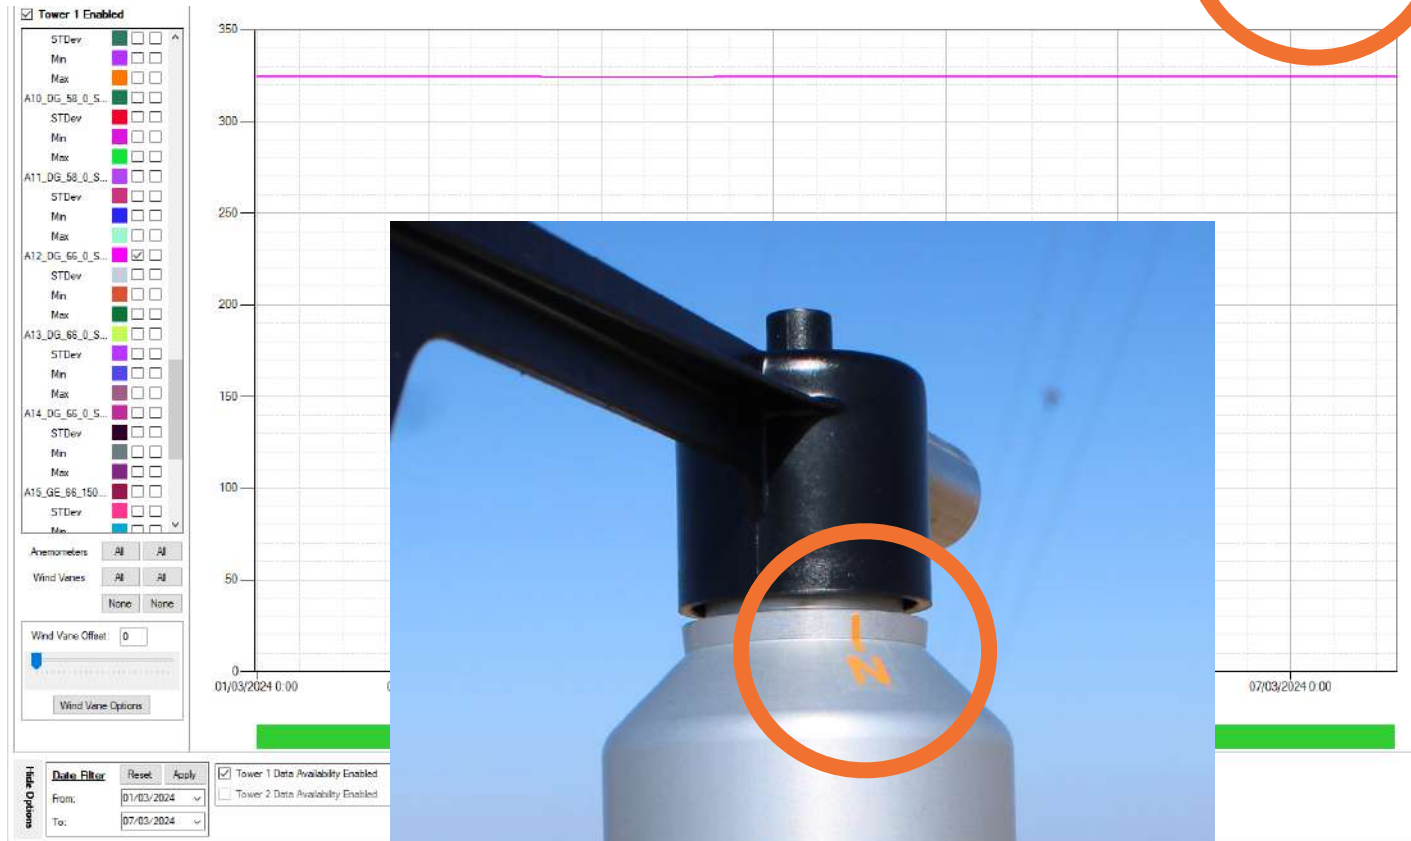 Tower 1 Enabled
STDev
Min
Max
A10_DG_58_0_S...
STDev
Min
Max
A11_DG_58_0_S...
STDev
Min
Max
A12_DG_66_0_S...
STDev
Min
Max
A13_DG_66_0_S...
STDev
Min
Max
A14_DG_66_0_S...
STDev
Min
Max
A15_GE_66_150...
STDev
Min
Anemometers All All
Wind Vanes All All
None None
Wind Vane Offset: 0
Wind Vane Options
350
300
250
200
150
100
50
0
01/03/2024 0:00
07/03/2024 0:00
N
Hide Options
Date Filter Reset Apply
From: 01/03/2024
To: 07/03/2024
Tower 1 Data Availability Enabled
Tower 2 Data Availability Enabled